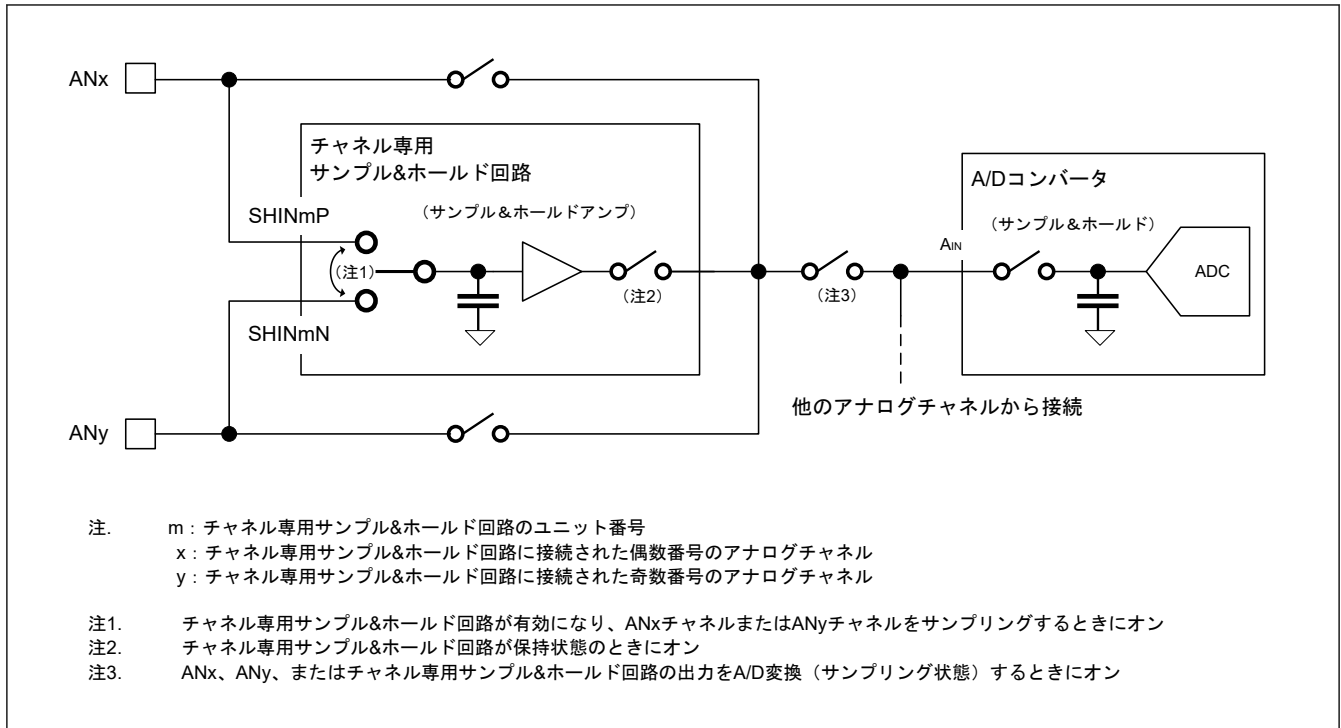 ANx
チャネル専用
サンプル&ホールド回路
SHINmP
（サンプル＆ホールドアンプ）
（注1）
（注2）
SHINmN
ANy
（注3）
A/Dコンバータ
（サンプル＆ホールド）
AIN
ADC
他のアナログチャネルから接続
注. m：チャネル専用サンプル&ホールド回路のユニット番号
x：チャネル専用サンプル&ホールド回路に接続された偶数番号のアナログチャネル
y：チャネル専用サンプル&ホールド回路に接続された奇数番号のアナログチャネル
注1. チャネル専用サンプル&ホールド回路が有効になり、ANxチャネルまたはANyチャネルをサンプリングするときにオン
注2. チャネル専用サンプル&ホールド回路が保持状態のときにオン
注3. ANx、ANy、またはチャネル専用サンプル&ホールド回路の出力をA/D変換（サンプリング状態）するときにオン